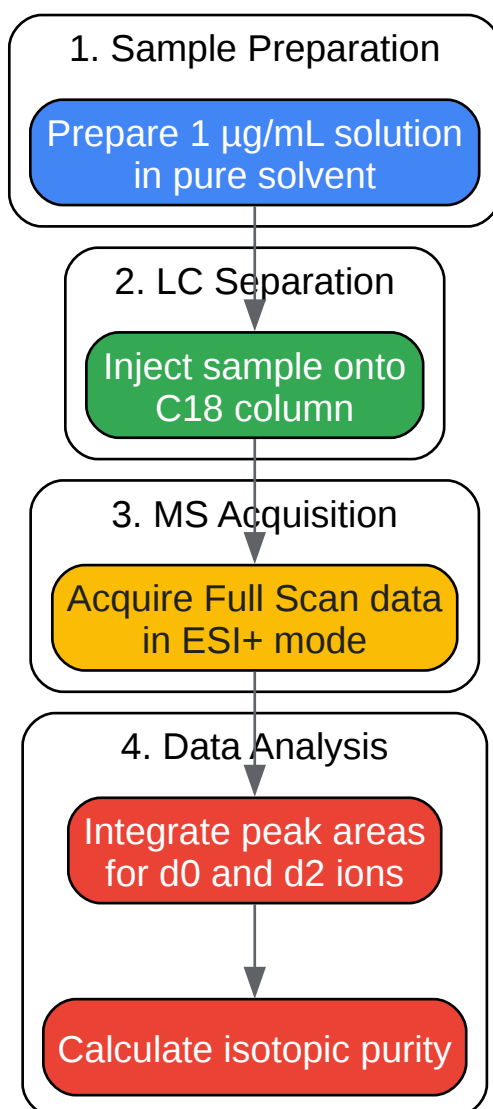 1. Sample Preparation
Prepare 1 µg/mL solution
in pure solvent
2. LC Separation
Inject sample onto
C18 column
3. MS Acquisition
Acquire Full Scan data
in ESI+ mode
4. Data Analysis
Integrate peak areas
for d0 and d2 ions
Calculate isotopic purity